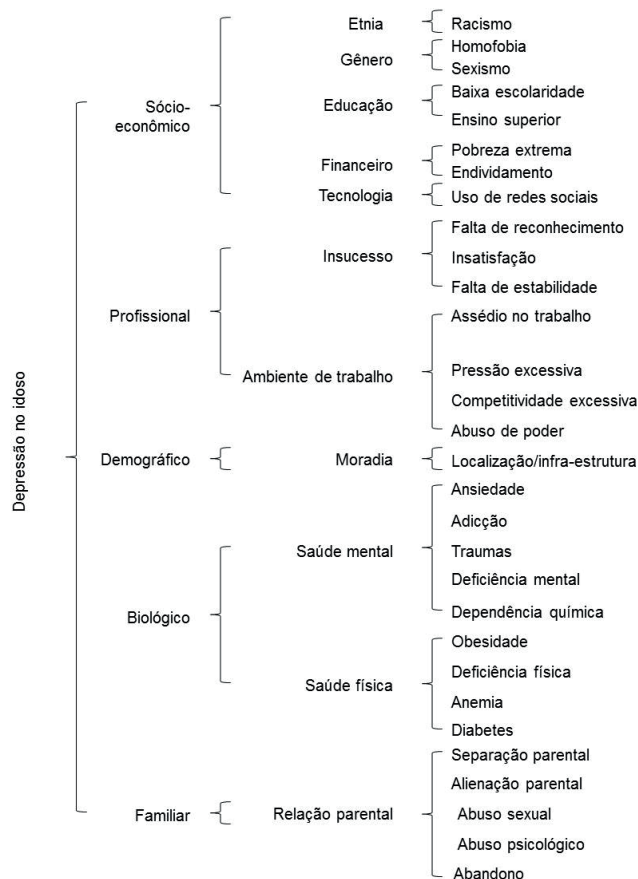 Depressão no idoso
Sócio-
econômico
Etnia
Racismo
Gênero
Homofobia
Sexismo
Educação
Baixa escolaridade
Ensino superior
Financeiro
Pobreza extrema
Endividamento
Tecnologia
Uso de redes sociais
Profissional
Insucesso
Falta de reconhecimento
Insatisfação
Falta de estabilidade
Ambiente de trabalho
Assédio no trabalho
Pressão excessiva
Competitividade excessiva
Abuso de poder
Demográfico
Moradia
Localização/infra-estrutura
Biológico
Saúde mental
Ansiedade
Adicção
Traumas
Deficiência mental
Dependência química
Saúde física
Obesidade
Deficiência física
Anemia
Diabetes
Familiar
Relação parental
Separação parental
Alienação parental
Abuso sexual
Abuso psicológico
Abandono